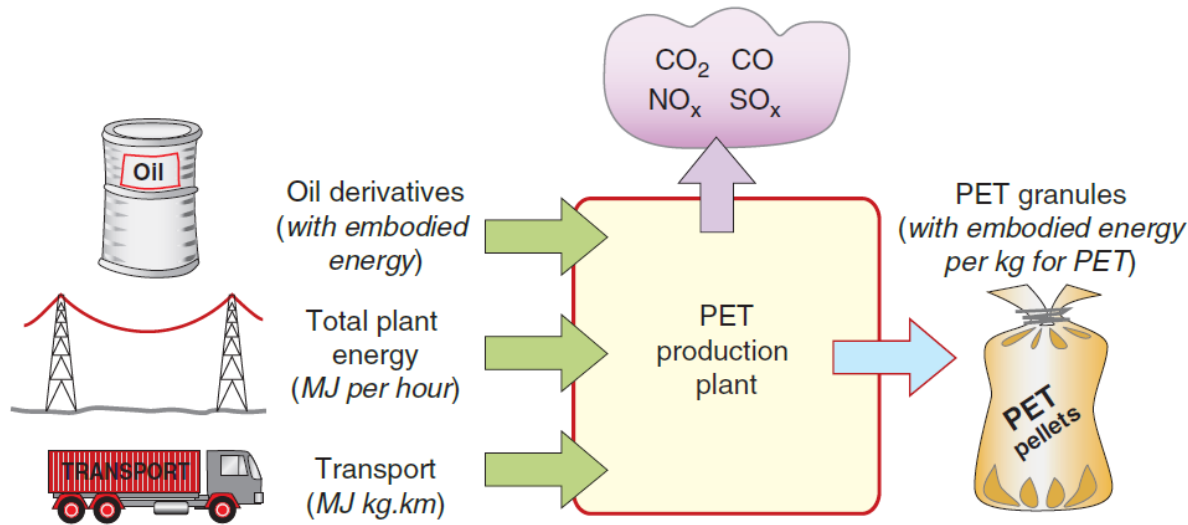 CO₂ CO
NOₓ SOₓ
Oil
Oil derivatives
(with embodied
energy)
Total plant
energy
(MJ per hour)
TRANSPORT
Transport
(MJ kg.km)
PET
production
plant
PET granules
(with embodied energy
per kg for PET)
PET
pellets